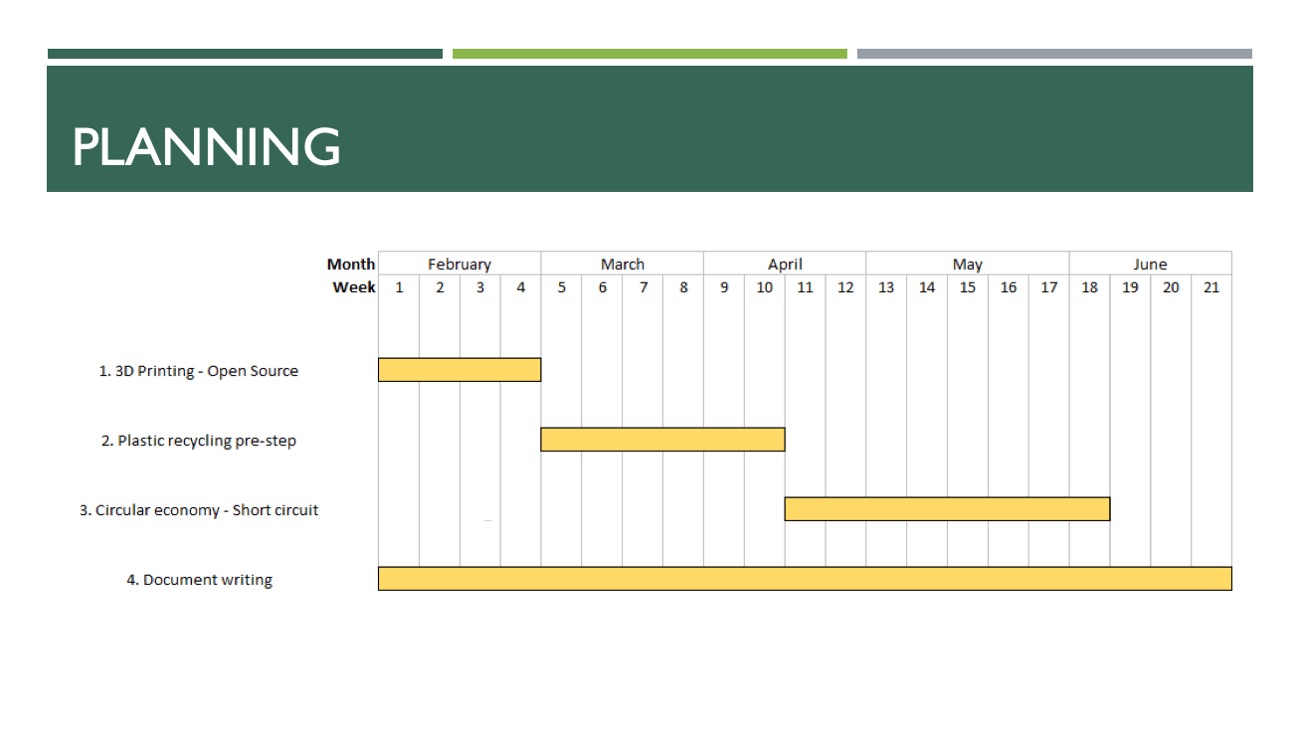 PLANNING
Month February March April May June
Week 1 2 3 4 5 6 7 8 9 10 11 12 13 14 15 16 17 18 19 20 21
1. 3D Printing - Open Source
2. Plastic recycling pre-step
3. Circular economy - Short circuit
4. Document writing